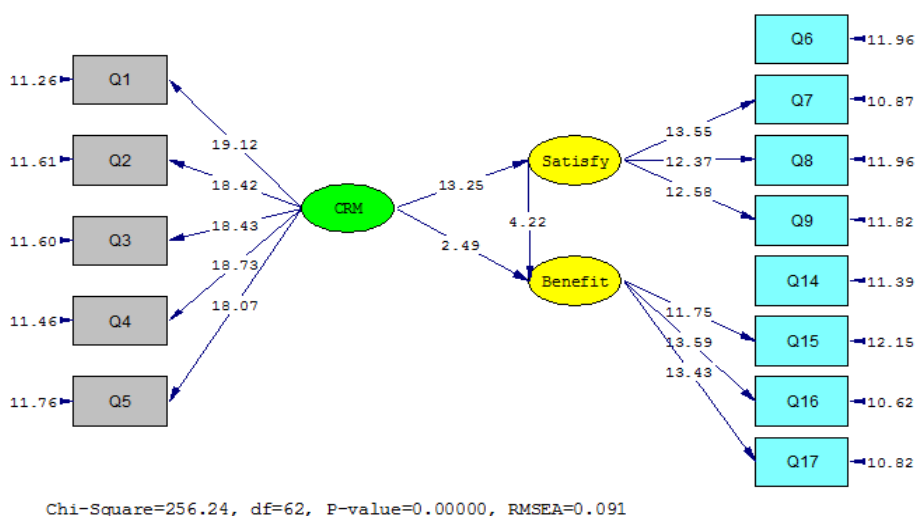 Q6
11.96
11.26
Q1
Q7
10.87
19.12
13.55
11.61
Q2
Satisfy
12.37
Q8
11.96
18.42
13.25
12.58
CRM
Q9
11.82
11.60
Q3
18.43
4.22
2.49
18.73
Benefit
Q14
11.39
18.07
11.75
11.46
Q4
13.59
Q15
12.15
13.43
11.76
Q5
Q16
10.62
Q17
10.82
Chi-Square=256.24, df=62, P-value=0.00000, RMSEA=0.091